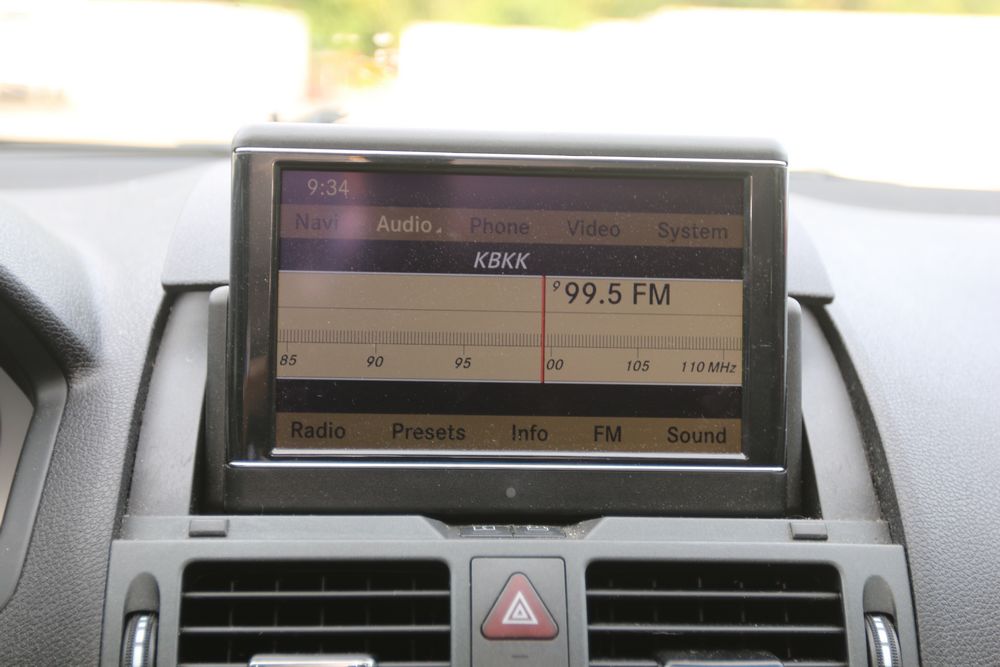 9:34
Navi Audio Phone Video System
KBKK
9 99.5 FM
85 90 95 00 105 110 MHz
Radio Presets Info FM Sound